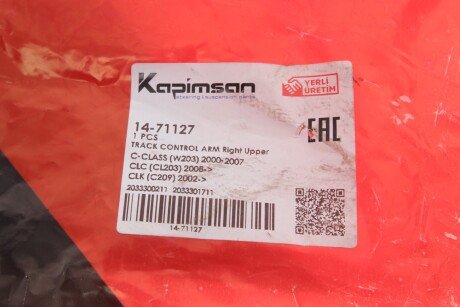 Kapimsan
steering & suspension parts
YERLİ
ÜRETİM
14-71127
1 PCS
TRACK CONTROL ARM Right Upper
C-CLASS (W203) 2000-2007
CLC (CL203) 2008->
CLK (C209) 2002->
2033300211 2033301711
14-71127
EAC